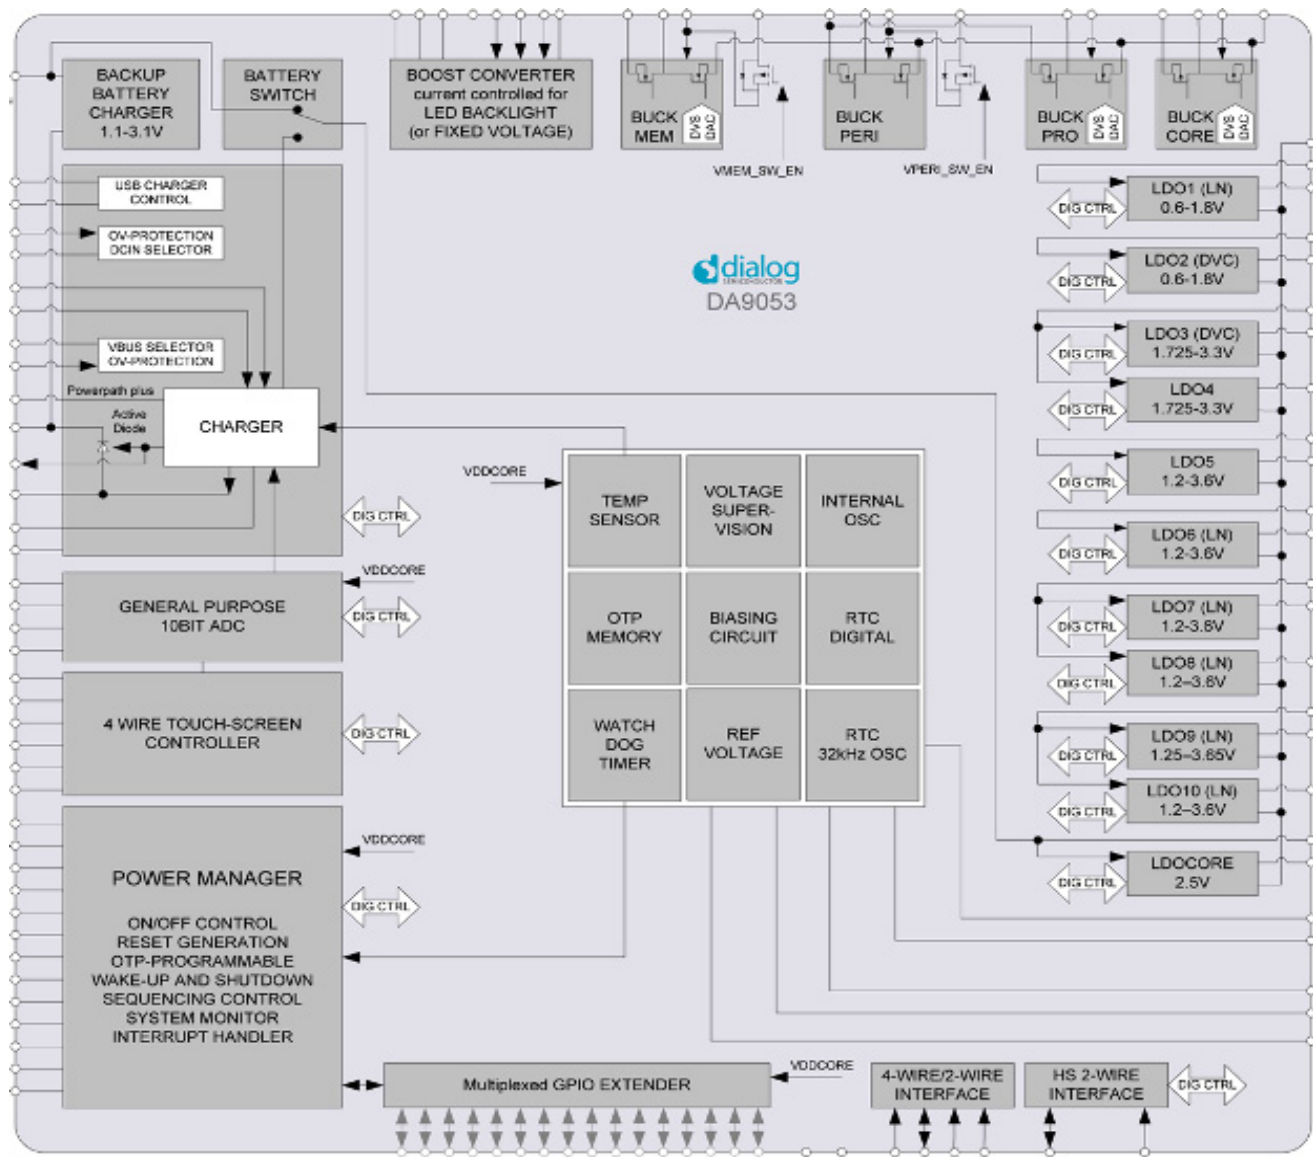 BACKUP
BATTERY
CHARGER
1.1-3.1V
BATTERY
SWITCH
BOOST CONVERTER
current controlled for
LED BACKLIGHT
(or FIXED VOLTAGE)
BUCK
MEM
DVS
DAC
VMEM_SW_EN
BUCK
PERI
VPERI_SW_EN
BUCK
PRO
DVS
DAC
BUCK
CORE
DVS
DAC
USB CHARGER
CONTROL
OV-PROTECTION
DCIN SELECTOR
VBUS SELECTOR
OV-PROTECTION
Powerpath plus
Active
Diode
CHARGER
DIG CTRL
dialog
SEMICONDUCTOR
DA9053
DIG CTRL
LDO1 (LN)
0.6-1.8V
DIG CTRL
LDO2 (DVC)
0.6-1.8V
DIG CTRL
LDO3 (DVC)
1.725-3.3V
DIG CTRL
LDO4
1.725-3.3V
DIG CTRL
LDO5
1.2-3.6V
DIG CTRL
LDO6 (LN)
1.2-3.6V
DIG CTRL
LDO7 (LN)
1.2-3.6V
DIG CTRL
LDO8 (LN)
1.2–3.6V
DIG CTRL
LDO9 (LN)
1.25–3.65V
DIG CTRL
LDO10 (LN)
1.2–3.6V
DIG CTRL
LDOCORE
2.5V
VDDCORE
TEMP
SENSOR
VOLTAGE
SUPER-
VISION
INTERNAL
OSC
OTP
MEMORY
BIASING
CIRCUIT
RTC
DIGITAL
WATCH
DOG
TIMER
REF
VOLTAGE
RTC
32kHz OSC
GENERAL PURPOSE
10BIT ADC
VDDCORE
DIG CTRL
4 WIRE TOUCH-SCREEN
CONTROLLER
DIG CTRL
POWER MANAGER
ON/OFF CONTROL
RESET GENERATION
OTP-PROGRAMMABLE
WAKE-UP AND SHUTDOWN
SEQUENCING CONTROL
SYSTEM MONITOR
INTERRUPT HANDLER
VDDCORE
DIG CTRL
Multiplexed GPIO EXTENDER
VDDCORE
4-WIRE/2-WIRE
INTERFACE
HS 2-WIRE
INTERFACE
DIG CTRL